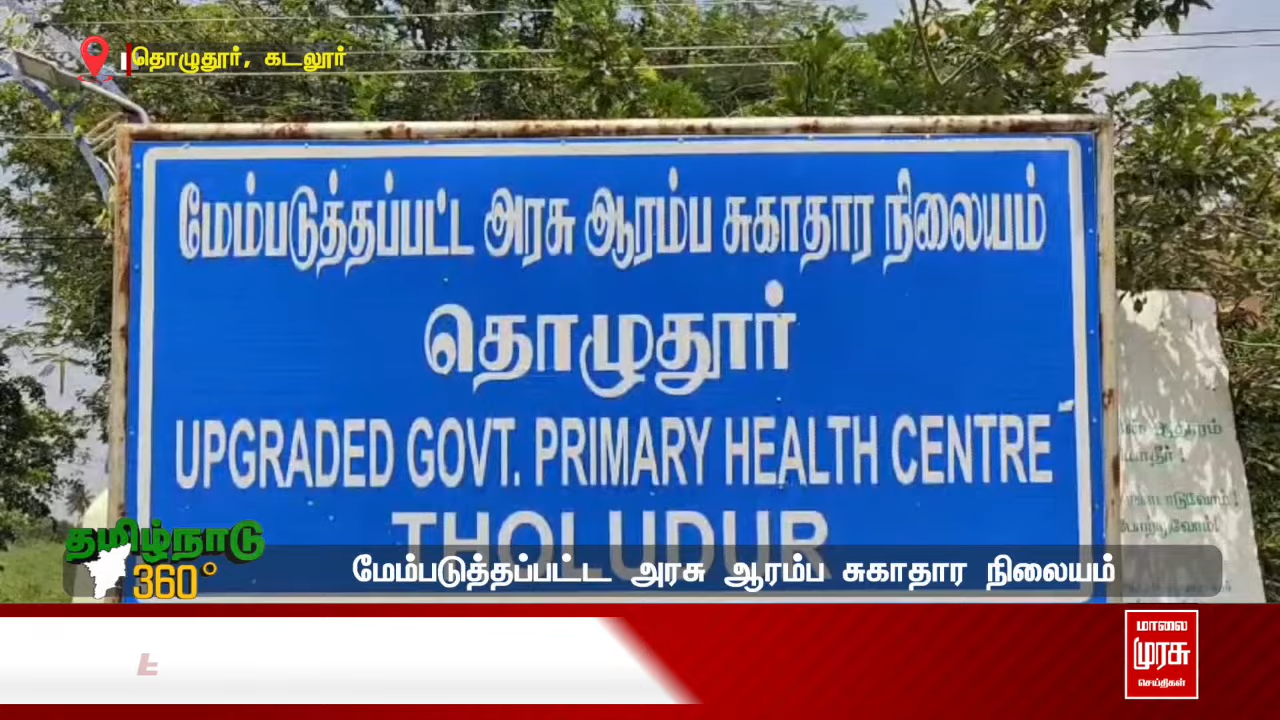 தொழுதூர், கடலூர்
மேம்படுத்தப்பட்ட அரசு ஆரம்ப சுகாதார நிலையம்
தொழுதூர்
UPGRADED GOVT. PRIMARY HEALTH CENTRE
THOLUDUR
தமிழ்நாடு
360°
மேம்படுத்தப்பட்ட அரசு ஆரம்ப சுகாதார நிலையம்
மாலை
முரசு
செய்திகள்